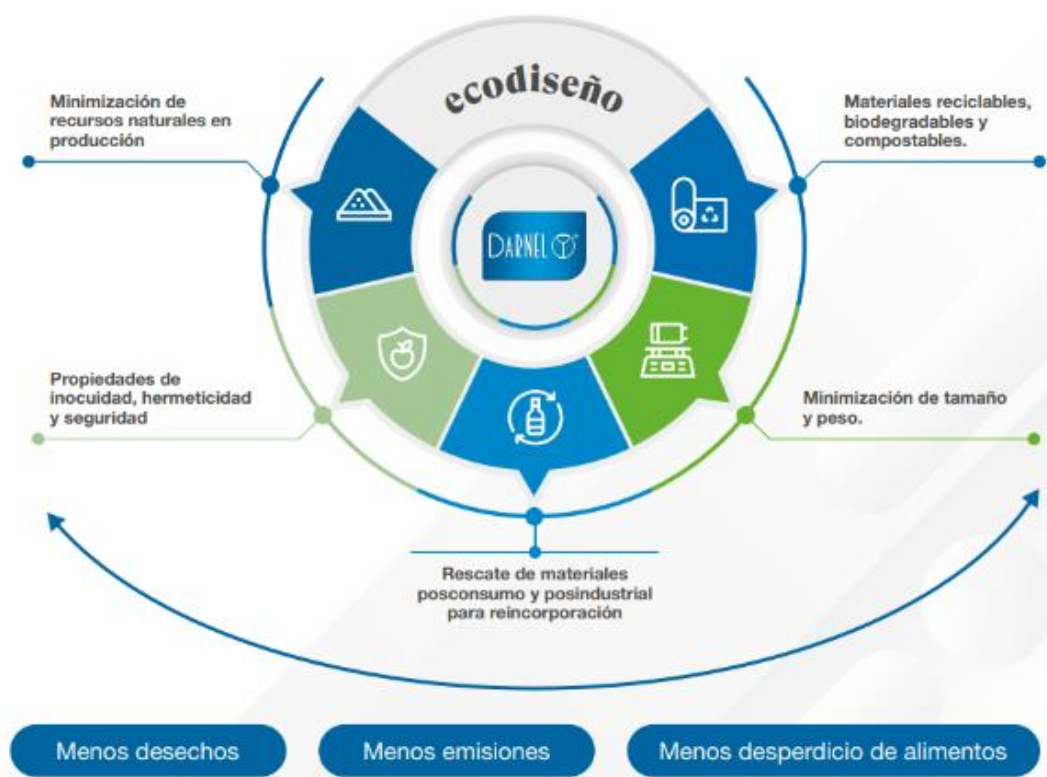 ecodiseño
Minimización de
recursos naturales en
producción
Materiales reciclables,
biodegradables y
compostables.
DARNEL
Propiedades de
inocuidad, hermeticidad
y seguridad
Minimización de tamaño
y peso.
Rescate de materiales
posconsumo y posindustrial
para reincorporación
Menos desechos
Menos emisiones
Menos desperdicio de alimentos